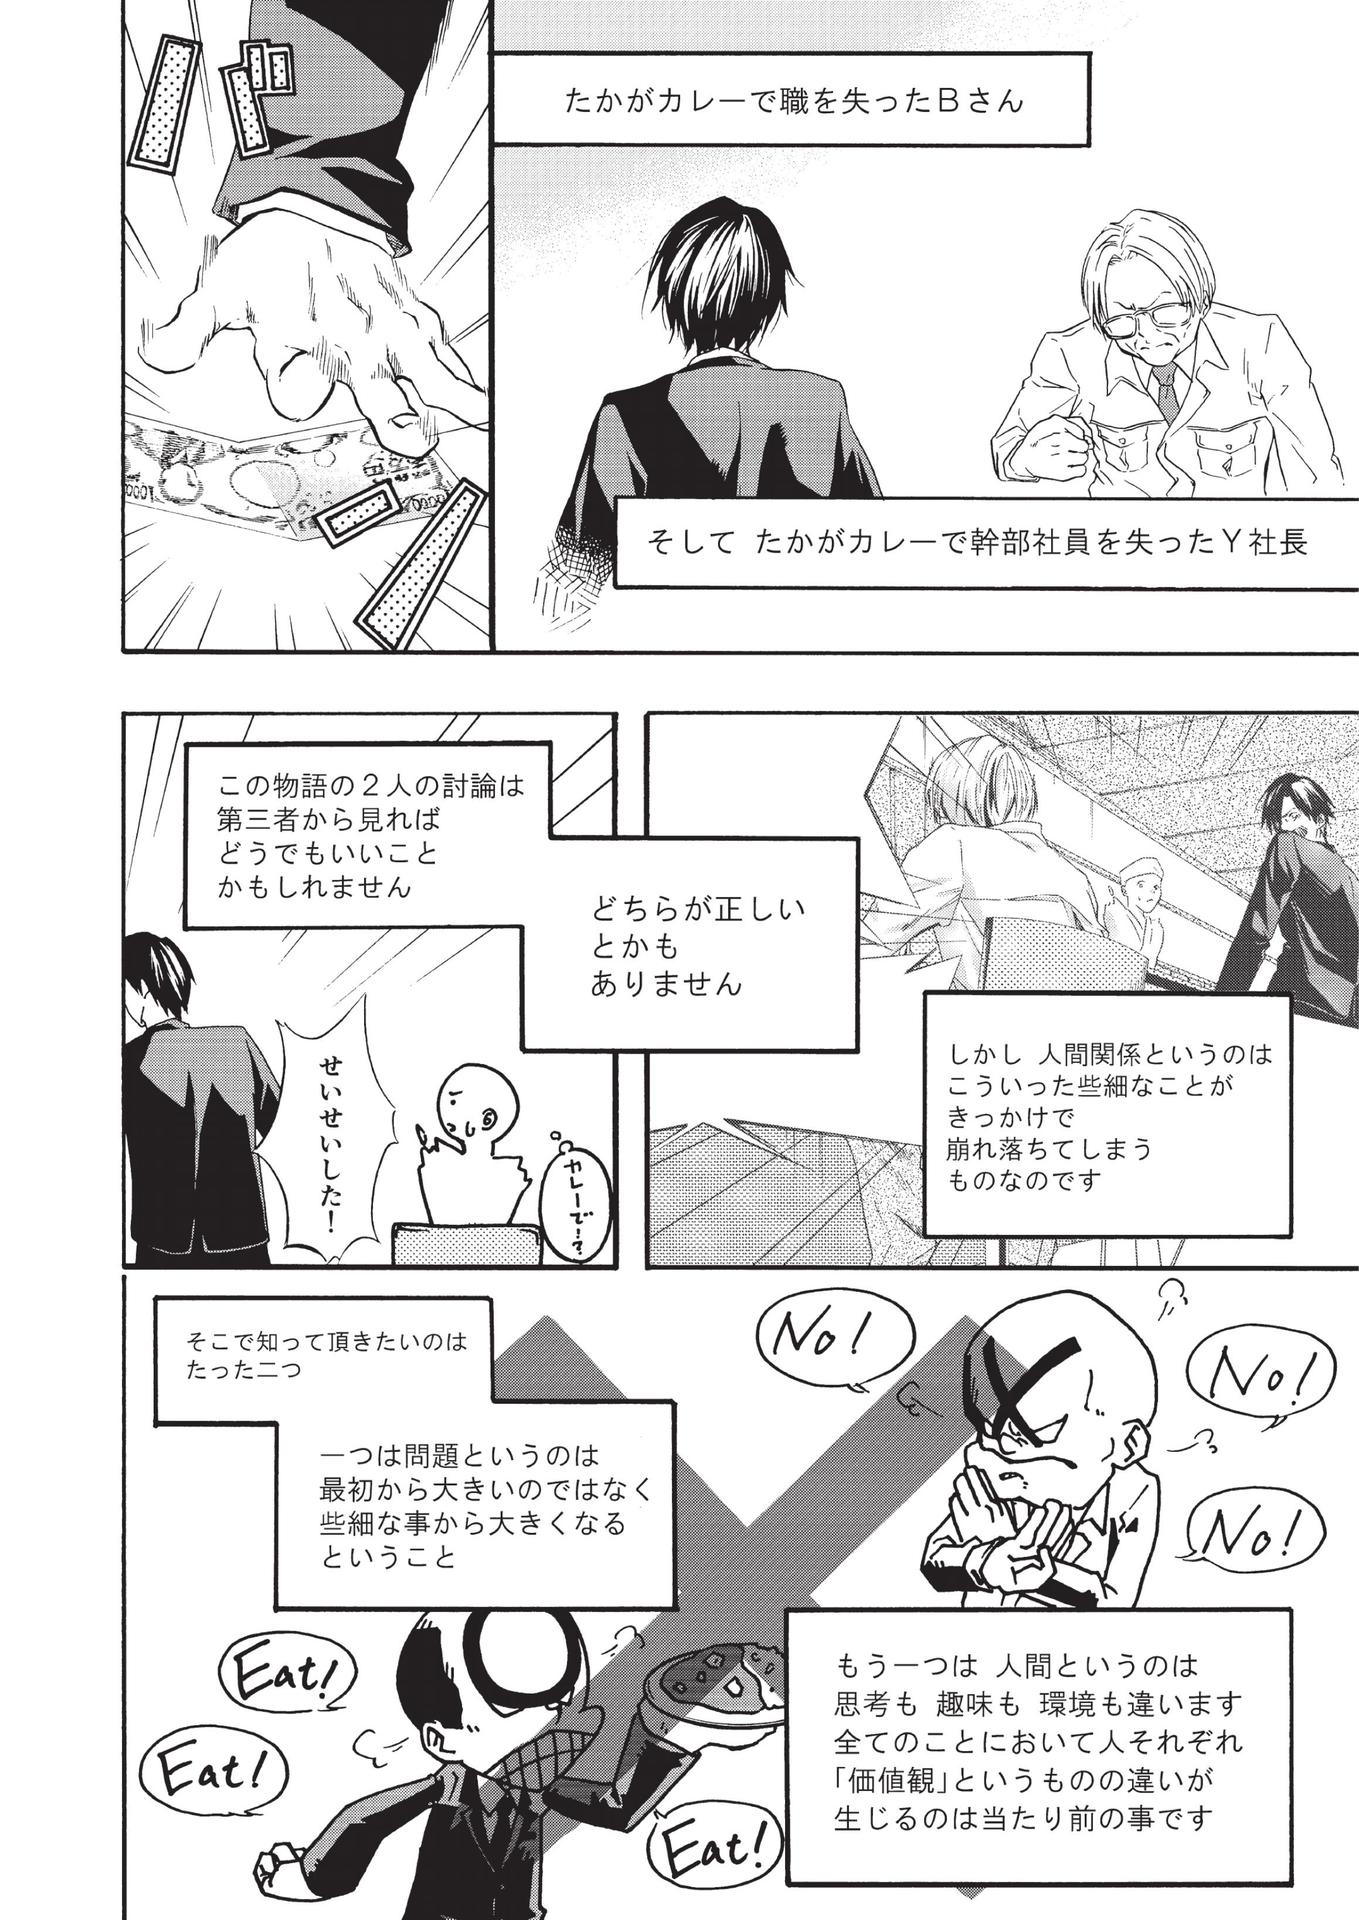 たかがカレーで職を失ったBさん
そして たかがカレーで幹部社員を失ったY社長
この物語の2人の討論は
第三者から見れば
どうでもいいこと
かもしれません
どちらが正しい
とかも
ありません
せいせいした!
カレーで…?
しかし 人間関係というのは
こういった些細なことが
きっかけで
崩れ落ちてしまう
ものなのです
そこで知って頂きたいのは
たった二つ
一つは問題というのは
最初から大きいのではなく
些細な事から大きくなる
ということ
No!
No!
No!
Eat!
Eat!
Eat!
もう一つは 人間というのは
思考も 趣味も 環境も違います
全てのことにおいて人それぞれ
「価値観」というものの違いが
生じるのは当たり前の事です